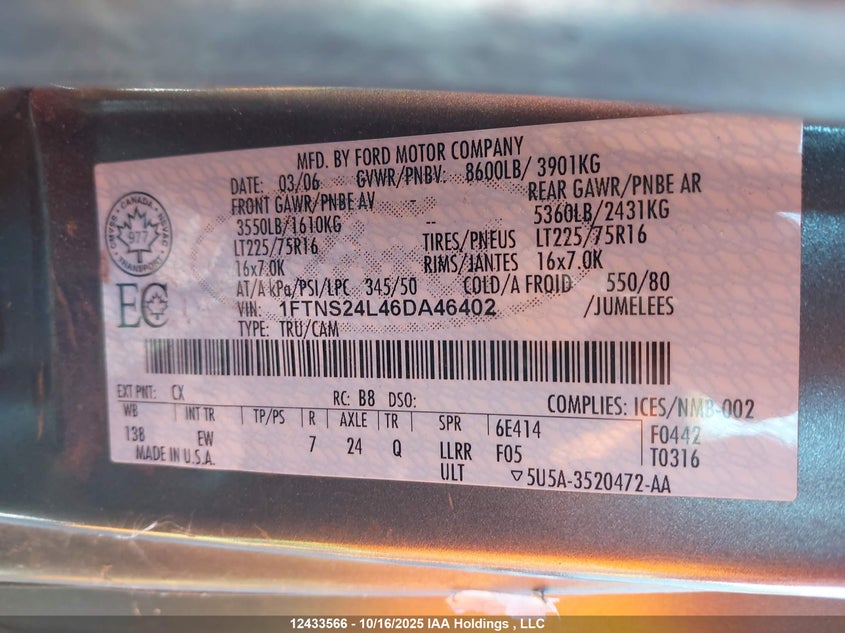 MFD. BY FORD MOTOR COMPANY
DATE: 03/06 GVWR/PNBV: 8600LB/ 3901KG
FRONT GAWR/PNBE AV REAR GAWR/PNBE AR
3550LB/1610KG -- -- 5360LB/2431KG
LT225/75R16 TIRES/PNEUS LT225/75R16
16x7.0K RIMS/JANTES 16x7.0K
AT/A kPa/PSI/LPC 345/50 COLD/A FROID 550/80
VIN: 1FTNS24L46DA46402 /JUMELEES
TYPE: TRU/CAM
CANADA
977
TRANSPORT
EC
EXT PNT: CX RC: B8 DSO: COMPLIES: ICES/NMB-002
WB INT TR TP/PS R AXLE TR SPR 6E414 F0442
138 EW 7 24 Q LLRR F05 T0316
MADE IN U.S.A. ULT ▽5U5A-3520472-AA
12433566 - 10/16/2025 IAA Holdings , LLC